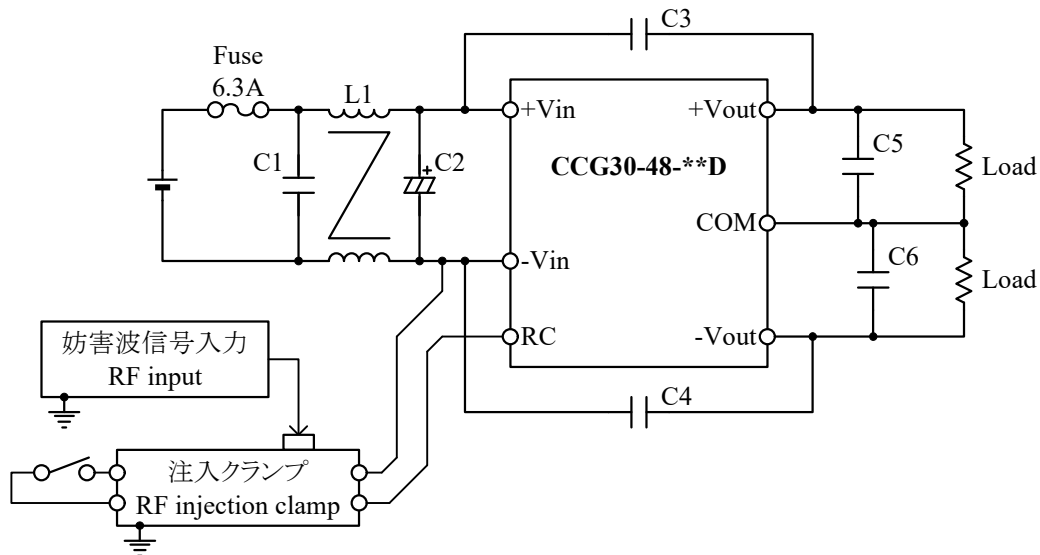 C3
Fuse
6.3A
L1
+Vin
+Vout
C1
+
C2
CCG30-48-**D
C5
Load
COM
-Vin
C6
Load
RC
-Vout
妨害波信号入力
RF input
C4
注入クランプ
RF injection clamp